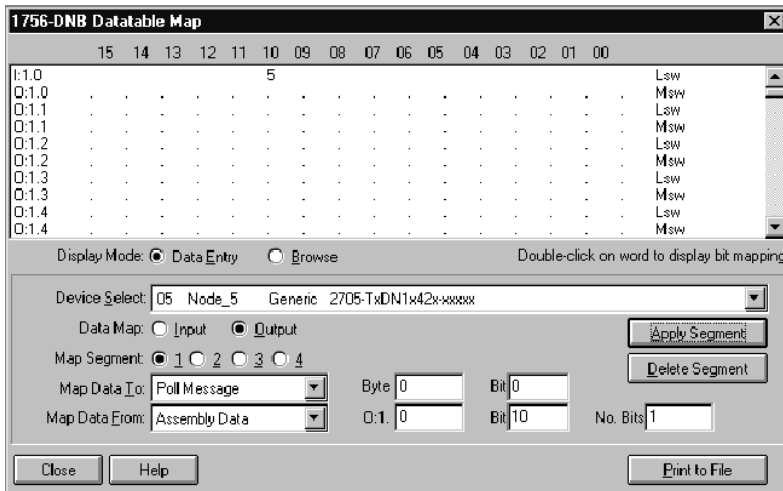 1756-DNB Datatable Map
15 14 13 12 11 10 09 08 07 06 05 04 03 02 01 00
I:1.0 5 Lsw
O:1.0 . . . . . . . . . . . . . . . . Msw
O:1.1 . . . . . . . . . . . . . . . . Lsw
O:1.1 . . . . . . . . . . . . . . . . Msw
O:1.2 . . . . . . . . . . . . . . . . Lsw
O:1.2 . . . . . . . . . . . . . . . . Msw
O:1.3 . . . . . . . . . . . . . . . . Lsw
O:1.3 . . . . . . . . . . . . . . . . Msw
O:1.4 . . . . . . . . . . . . . . . . Lsw
O:1.4 . . . . . . . . . . . . . . . . Msw
Display Mode: Data Entry Browse Double-click on word to display bit mapping
Device Select: 05 Node_5 Generic 2705-TxDN1x42x-xxxxx
Data Map: Input Output Apply Segment
Map Segment: 1 2 3 4 Delete Segment
Map Data To: Poll Message Byte 0 Bit 0
Map Data From: Assembly Data O:1. 0 Bit 10 No. Bits 1
Close Help Print to File